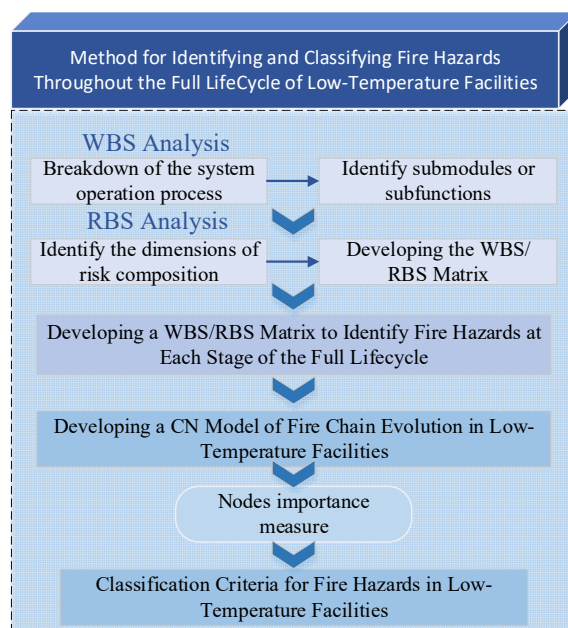 Method for Identifying and Classifying Fire Hazards
Throughout the Full LifeCycle of Low-Temperature Facilities
WBS Analysis
Breakdown of the system
operation process
Identify submodules or
subfunctions
RBS Analysis
Identify the dimensions of
risk composition
Developing the WBS/
RBS Matrix
Developing a WBS/RBS Matrix to Identify Fire Hazards at
Each Stage of the Full Lifecycle
Developing a CN Model of Fire Chain Evolution in Low-
Temperature Facilities
Nodes importance
measure
Classification Criteria for Fire Hazards in Low-
Temperature Facilities